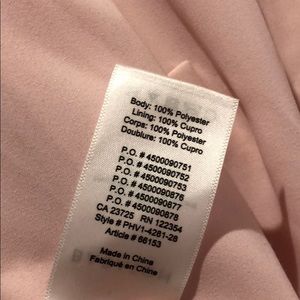 Body: 100% Polyester
Lining: 100% Cupro
Corps: 100% Polyester
Doublure: 100% Cupro
P.O. # 4500090751
P.O. # 4500090752
P.O. # 4500090753
P.O. # 4500090876
P.O. # 4500090877
P.O. # 4500090878
CA 23725 RN 122354
Style # PHV1-4281-28
Article # 66153
Made in China
Fabriqué en Chine